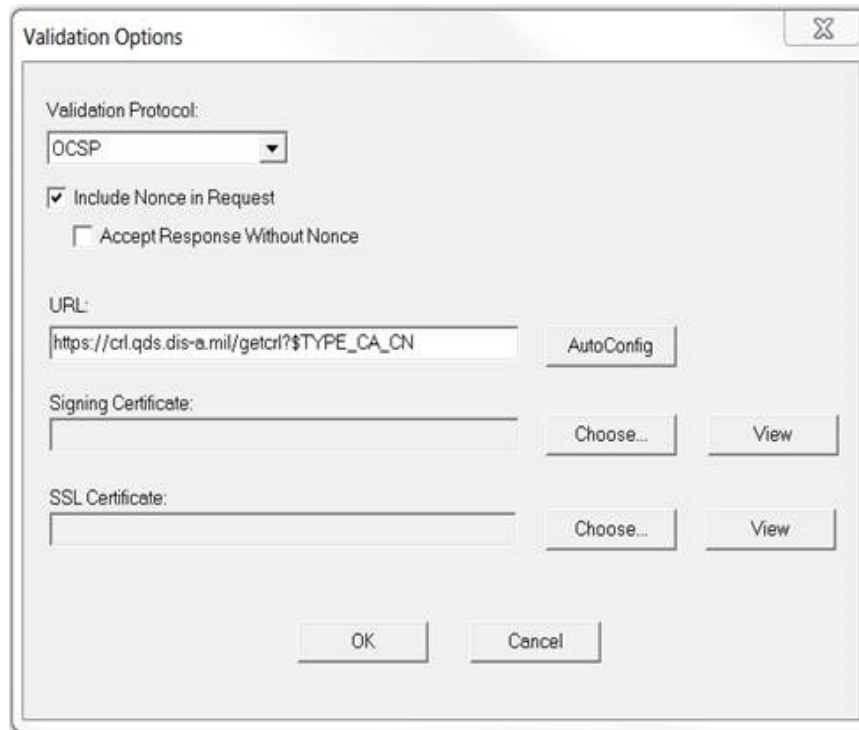 Validation Options
Validation Protocol:
OCSP
Include Nonce in Request
Accept Response Without Nonce
URL:
https://crl.qds.dis-a.mil/getcrl?$TYPE_CA_CN
AutoConfig
Signing Certificate:
Choose... View
SSL Certificate:
Choose... View
OK Cancel